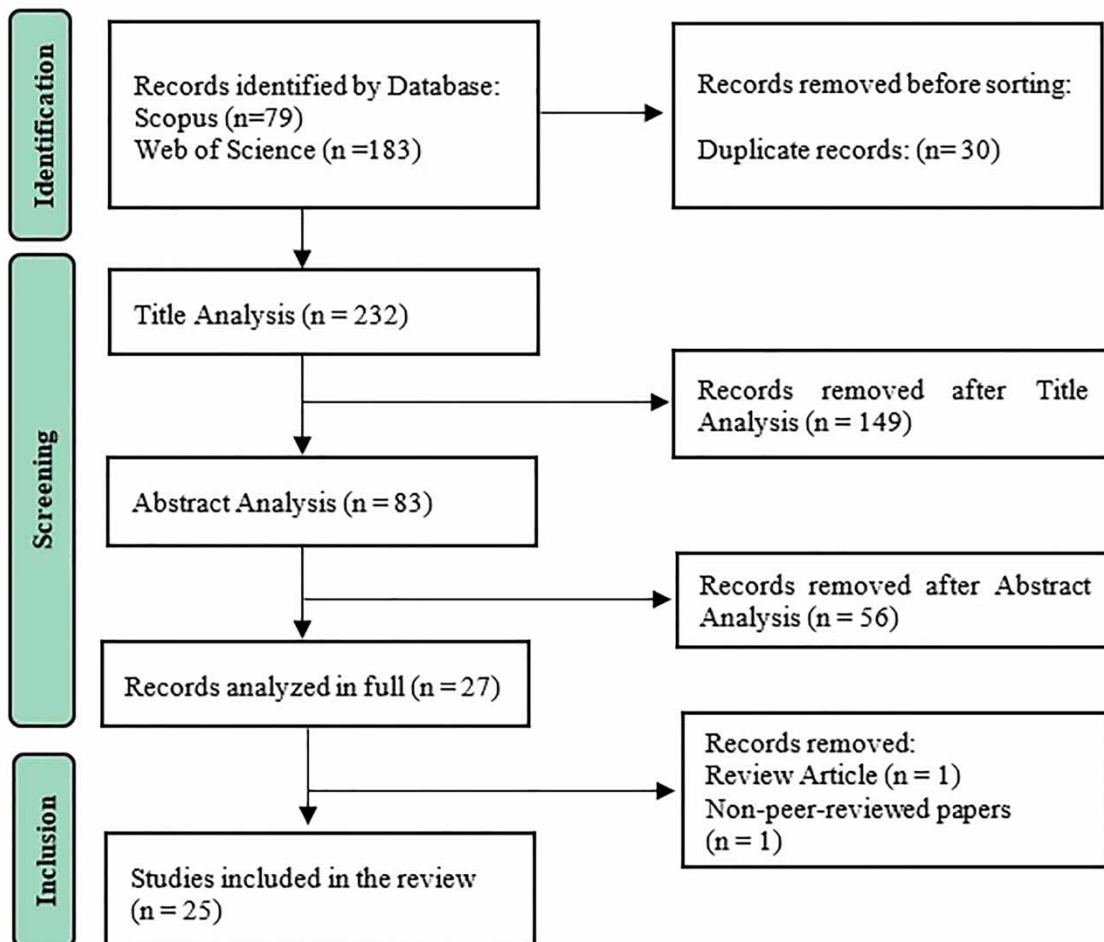 Identification
Records identified by Database:
Scopus (n=79)
Web of Science (n =183)
Records removed before sorting:
Duplicate records: (n= 30)
Screening
Title Analysis (n = 232)
Records removed after Title
Analysis (n = 149)
Abstract Analysis (n = 83)
Records removed after Abstract
Analysis (n = 56)
Records analyzed in full (n = 27)
Inclusion
Records removed:
Review Article (n = 1)
Non-peer-reviewed papers
(n = 1)
Studies included in the review
(n = 25)